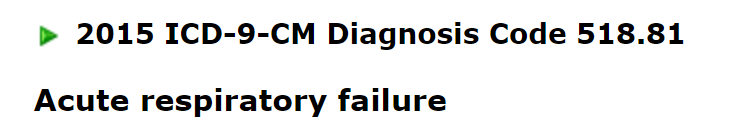 2015 ICD-9-CM Diagnosis Code 518.81
Acute respiratory failure